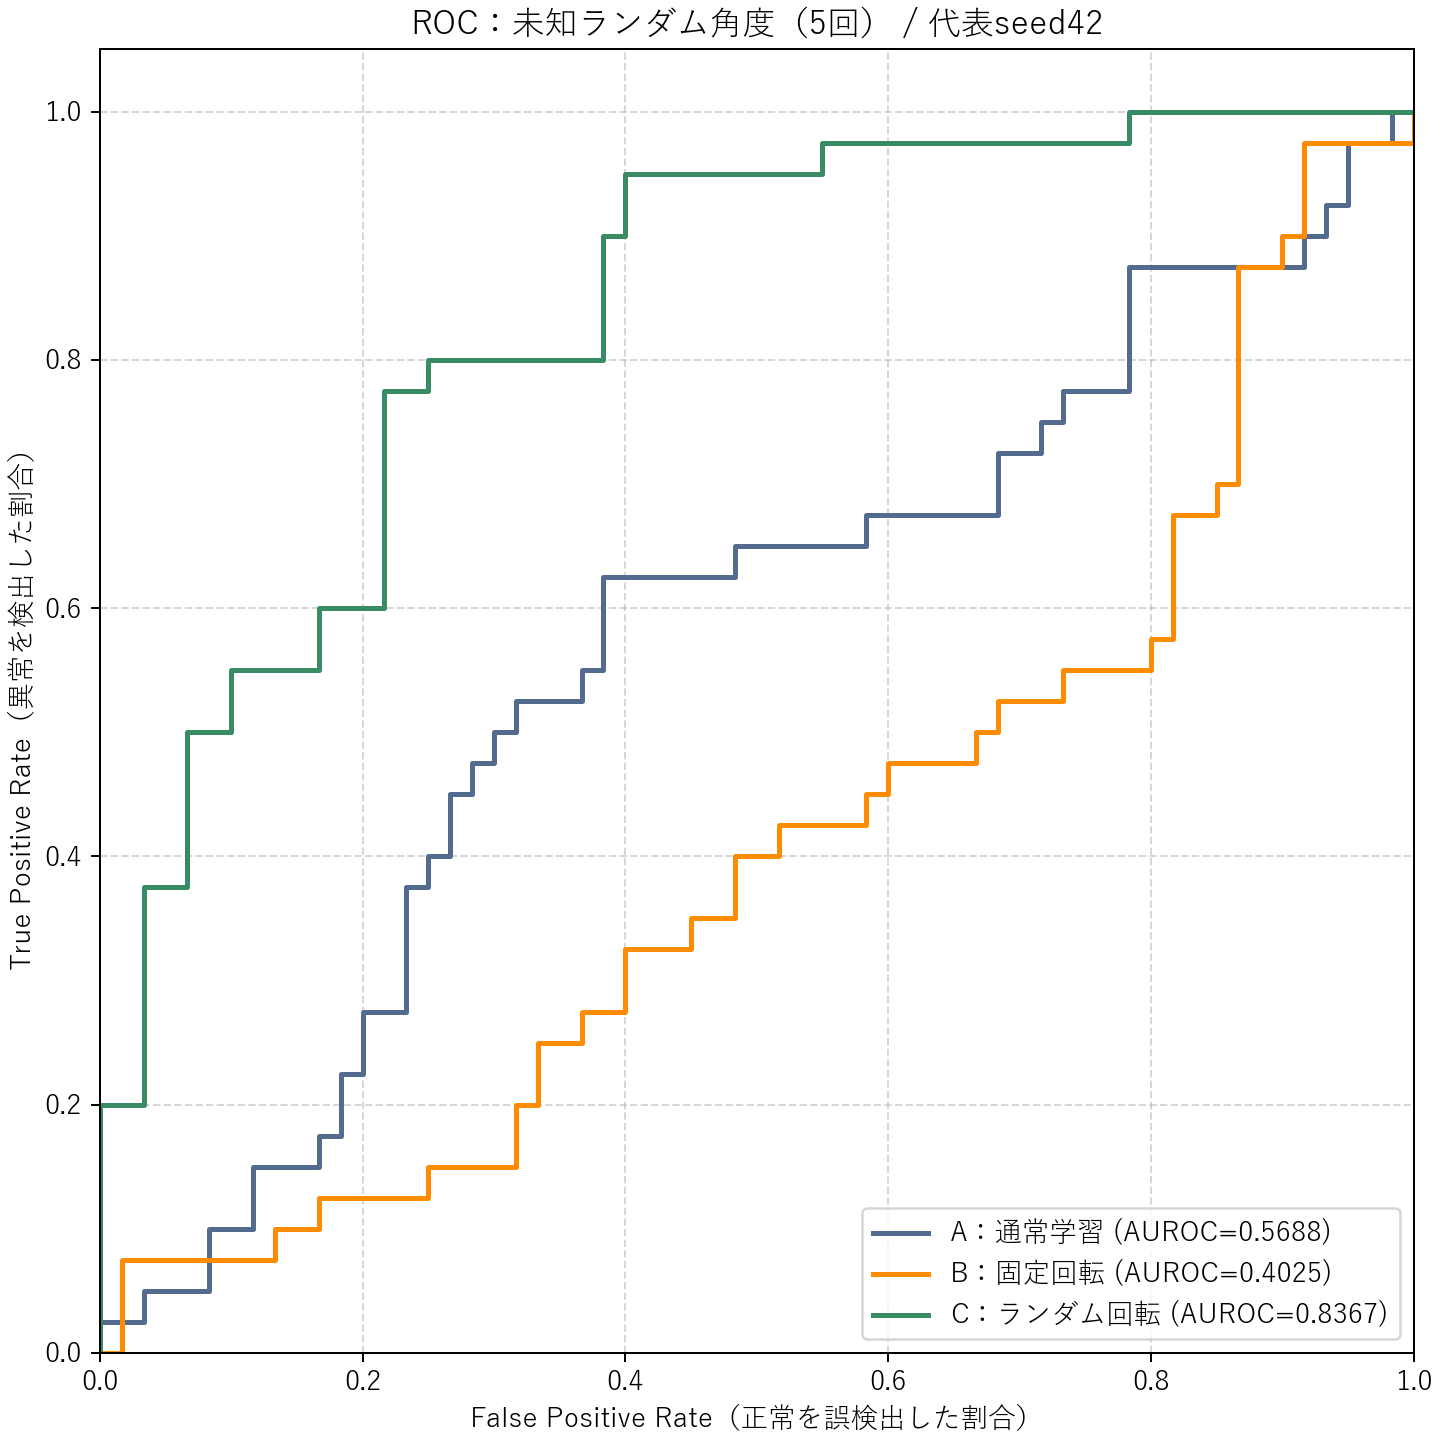 ROC：未知ランダム角度（5回） / 代表seed42
True Positive Rate（異常を検出した割合）
1.0
0.8
0.6
0.4
0.2
0.0
A：通常学習 (AUROC=0.5688)
B：固定回転 (AUROC=0.4025)
C：ランダム回転 (AUROC=0.8367)
0.0 0.2 0.4 0.6 0.8 1.0
False Positive Rate（正常を誤検出した割合）